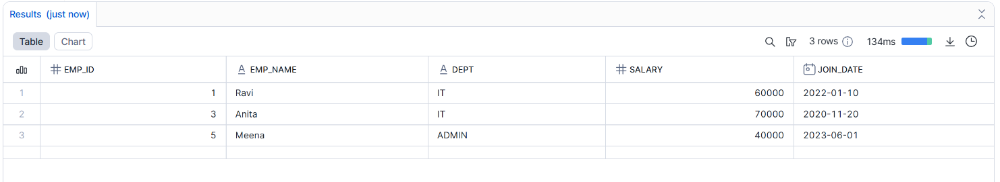 Results (just now)
Table Chart 3 rows 134ms
EMP_ID EMP_NAME DEPT SALARY JOIN_DATE
1 1 Ravi IT 60000 2022-01-10
2 3 Anita IT 70000 2020-11-20
3 5 Meena ADMIN 40000 2023-06-01